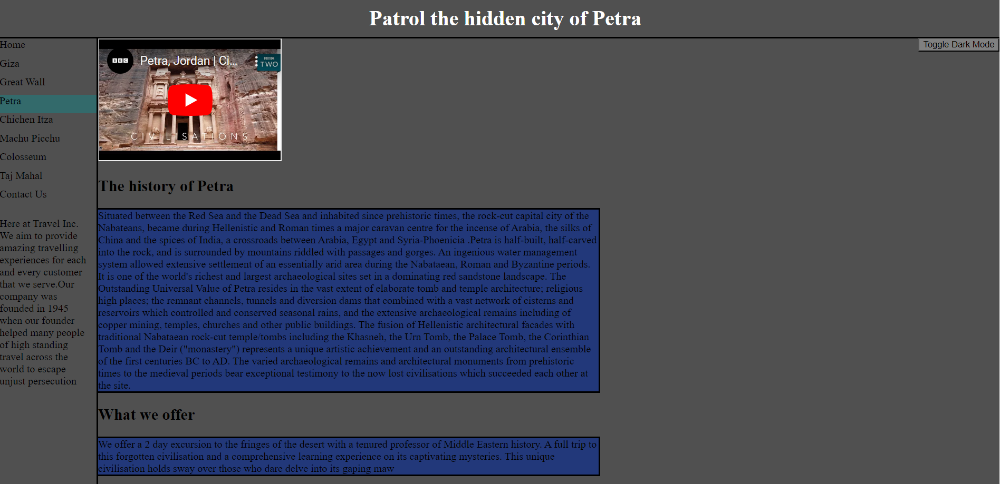 Patrol the hidden city of Petra
Toggle Dark Mode
Home
Giza
Great Wall
Petra
Chichen Itza
Machu Picchu
Colosseum
Taj Mahal
Contact Us
Here at Travel Inc.
We aim to provide
amazing travelling
experiences for each
and every customer
that we serve.Our
company was
founded in 1945
when our founder
helped many people
of high standing
travel across the
world to escape
unjust persecution
BBC
Petra, Jordan | Ci...
TWO
CIVILISATIONS
The history of Petra
Situated between the Red Sea and the Dead Sea and inhabited since prehistoric times, the rock-cut capital city of the
Nabateans, became during Hellenistic and Roman times a major caravan centre for the incense of Arabia, the silks of
China and the spices of India, a crossroads between Arabia, Egypt and Syria-Phoenicia .Petra is half-built, half-carved
into the rock, and is surrounded by mountains riddled with passages and gorges. An ingenious water management
system allowed extensive settlement of an essentially arid area during the Nabataean, Roman and Byzantine periods.
It is one of the world's richest and largest archaeological sites set in a dominating red sandstone landscape. The
Outstanding Universal Value of Petra resides in the vast extent of elaborate tomb and temple architecture; religious
high places; the remnant channels, tunnels and diversion dams that combined with a vast network of cisterns and
reservoirs which controlled and conserved seasonal rains, and the extensive archaeological remains including of
copper mining, temples, churches and other public buildings. The fusion of Hellenistic architectural facades with
traditional Nabataean rock-cut temple/tombs including the Khasneh, the Urn Tomb, the Palace Tomb, the Corinthian
Tomb and the Deir ("monastery") represents a unique artistic achievement and an outstanding architectural ensemble
of the first centuries BC to AD. The varied archaeological remains and architectural monuments from prehistoric
times to the medieval periods bear exceptional testimony to the now lost civilisations which succeeded each other at
the site.
What we offer
We offer a 2 day excursion to the fringes of the desert with a tenured professor of Middle Eastern history. A full trip to
this forgotten civilisation and a comprehensive learning experience on its captivating mysteries. This unique
civilisation holds sway over those who dare delve into its gaping maw